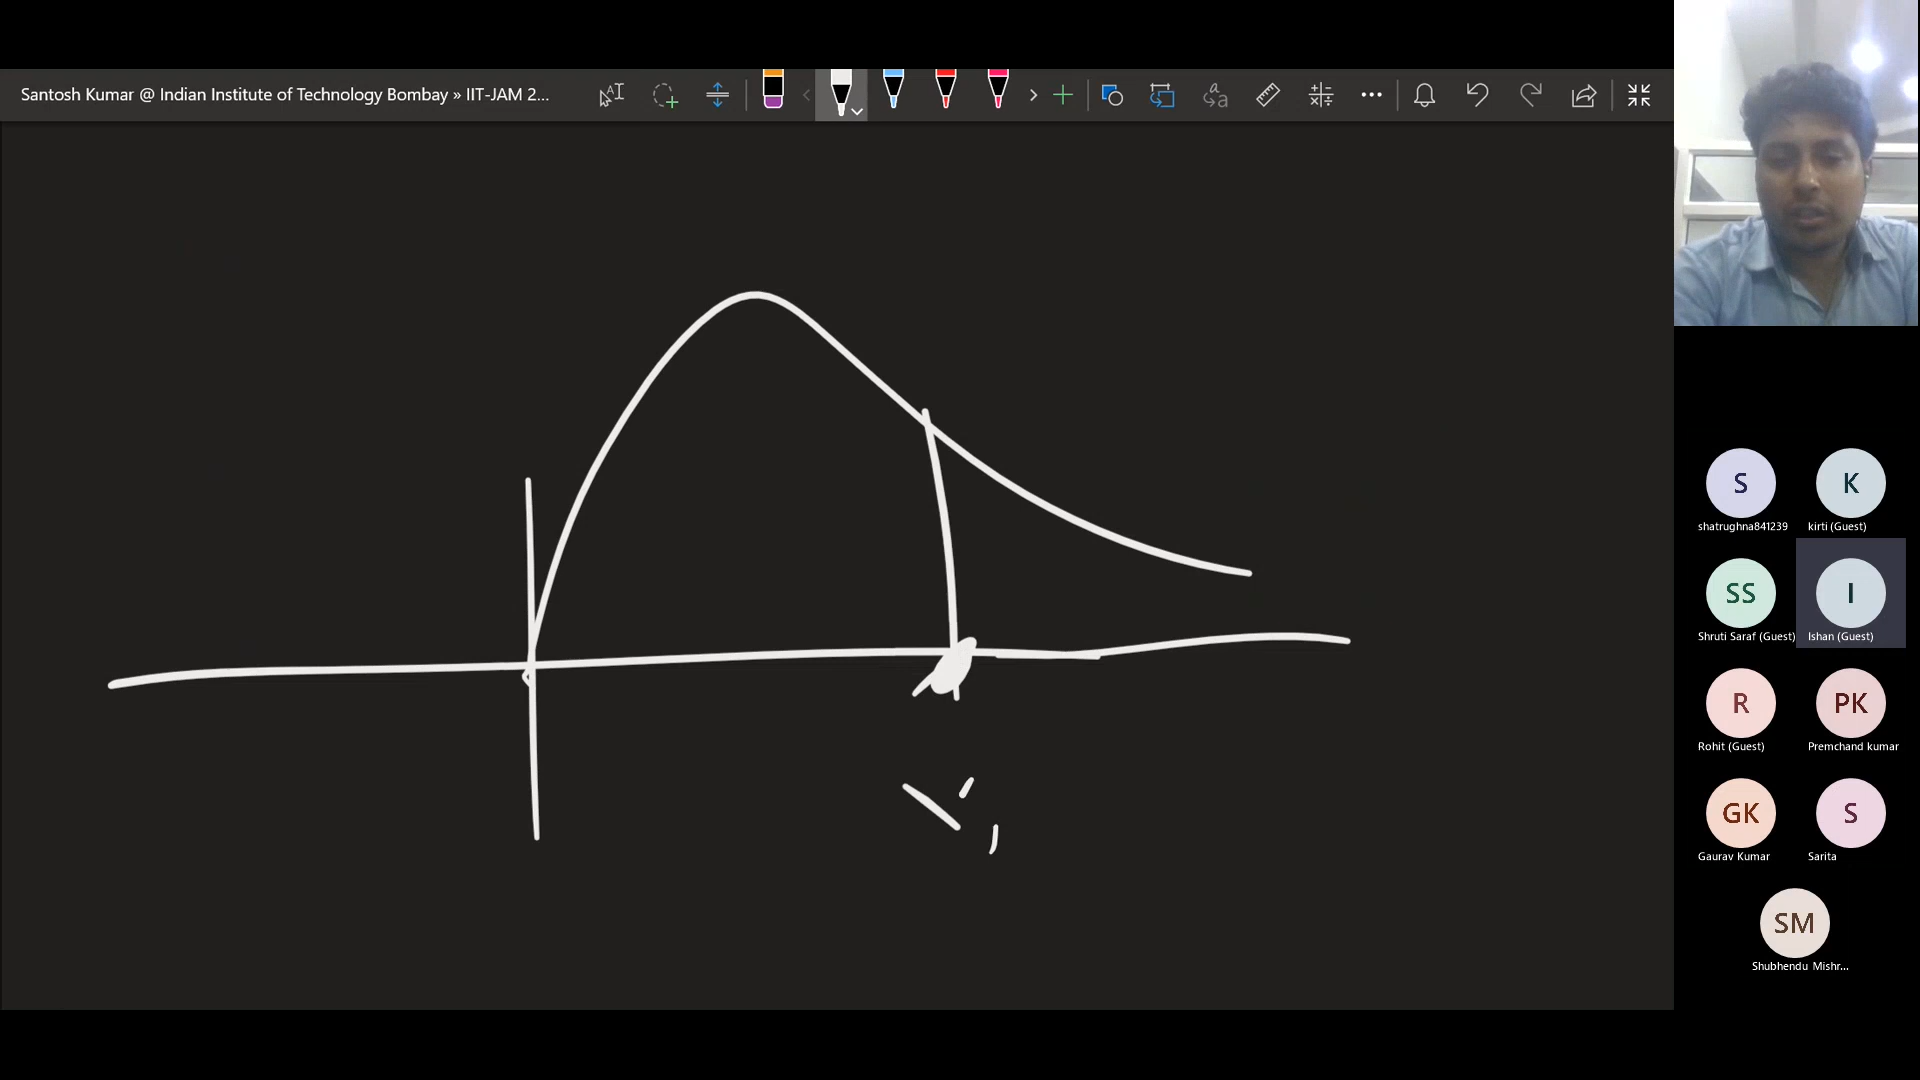 Santosh Kumar @ Indian Institute of Technology Bombay » IIT-JAM 2...
S
K
shatrughna841239
kirti (Guest)
SS
I
Shruti Saraf (Guest)
Ishan (Guest)
R
PK
Rohit (Guest)
Premchand kumar
GK
S
Gaurav Kumar
Sarita
SM
Shubhendu Mishr...